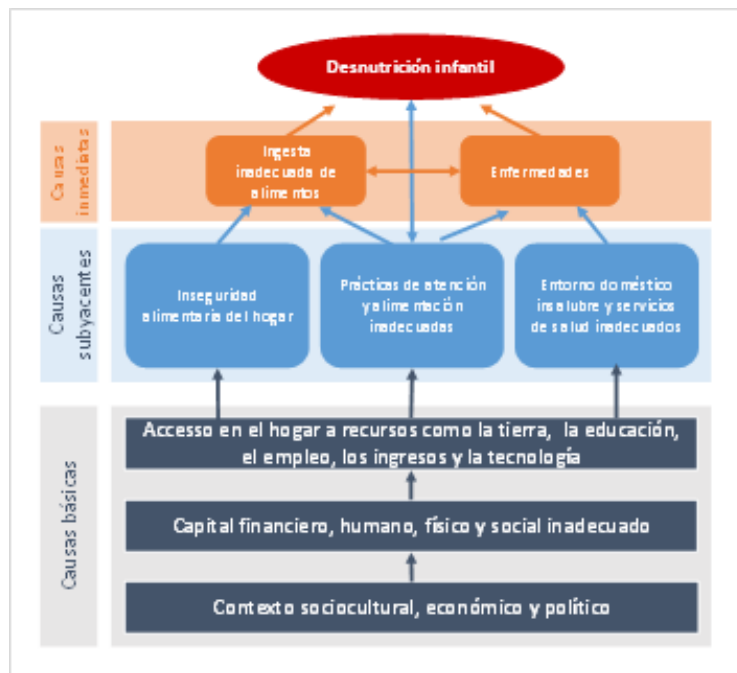 Desnutrición infantil
Causas
inmediatas
Ingesta
inadecuada de
alimentos
Enfermedades
Causas
subyacentes
Inseguridad
alimentaria del hogar
Prácticas de atención
y alimentación
inadecuadas
Entorno doméstico
insalubre y servicios
de salud inadecuados
Causas básicas
Accesso en el hogar a recursos como la tierra, la educación,
el empleo, los ingresos y la tecnología
Capital financiero, humano, físico y social inadecuado
Contexto sociocultural, económico y político